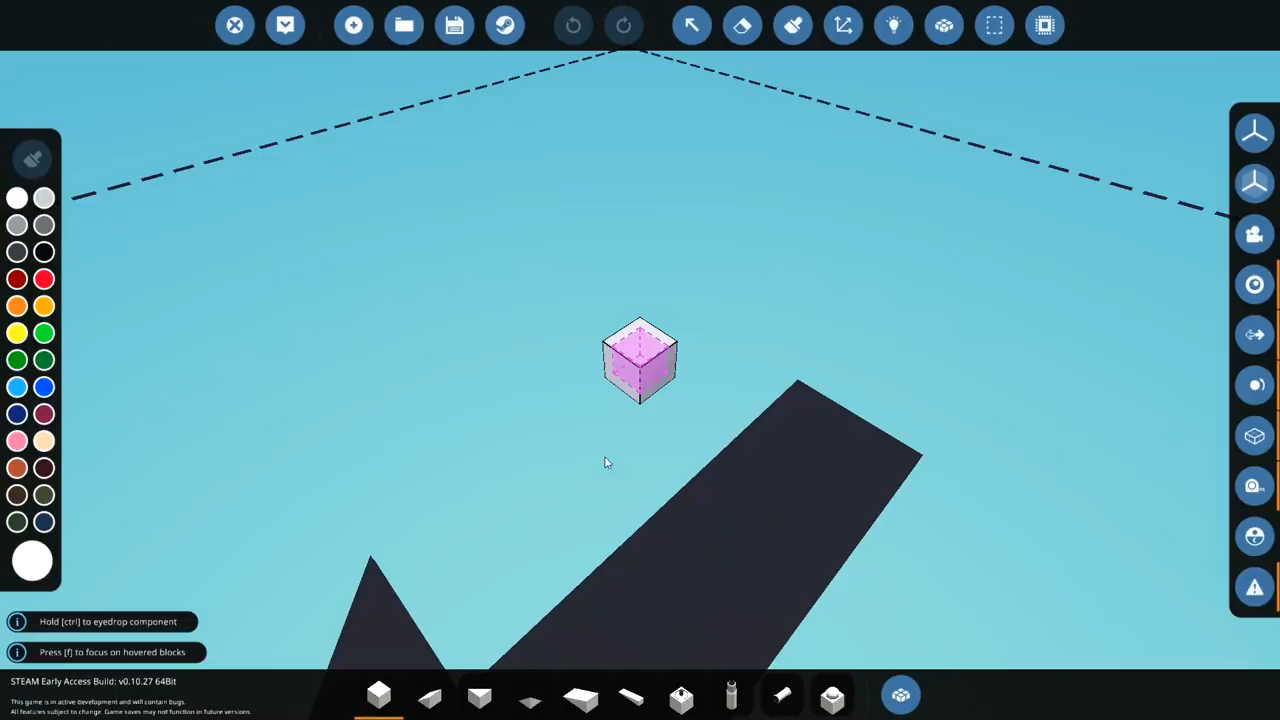 Hold [ctrl] to eyedrop component
Press [f] to focus on hovered blocks
STEAM Early Access Build: v0.10.27 64Bit
This game is in active development and will contain bugs.
All features subject to change. Game saves may not function in future versions.